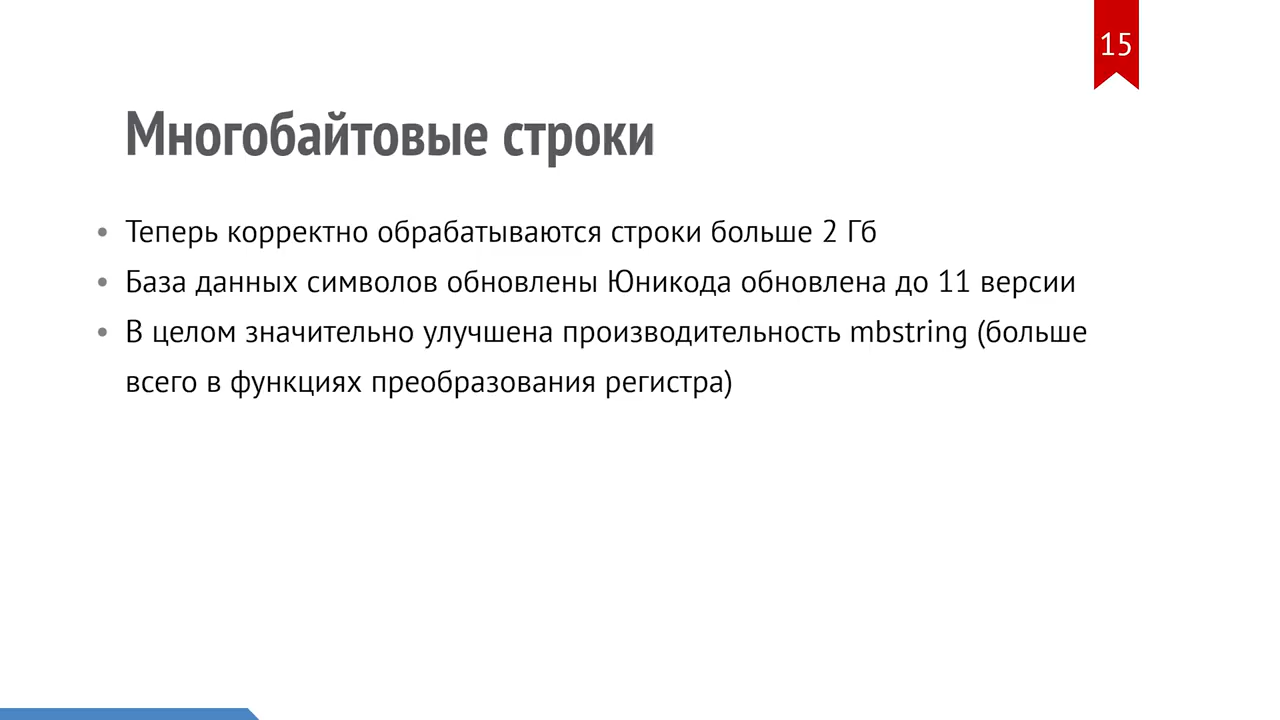 15
Многобайтовые строки
• Теперь корректно обрабатываются строки больше 2 Гб
• База данных символов обновлены Юникода обновлена до 11 версии
• В целом значительно улучшена производительность mbstring (больше
всего в функциях преобразования регистра)